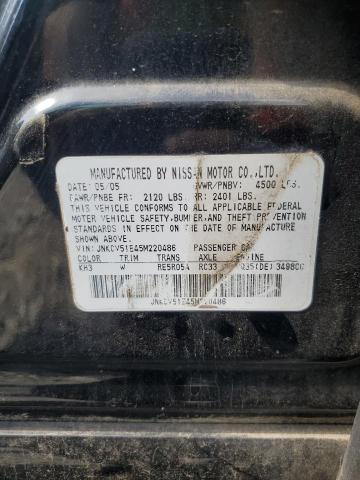 MANUFACTURED BY NISSAN MOTOR CO.,LTD.
DATE: 05/05 GVWR/PNBV: 4500 LBS.
GAWR/PNBE FR: 2120 LBS. RR: 2401 LBS.
THIS VEHICLE CONFORMS TO ALL APPLICABLE FEDERAL
MOTOR VEHICLE SAFETY, BUMPER, AND THEFT PREVENTION
STANDARDS IN EFFECT ON THE DATE OF MANUFACTURE
SHOWN ABOVE.
VIN: JNKCV51E45M220486 PASSENGER CAR
COLOR TRIM TRANS AXLE ENGINE
KH3 W RE5R05A RC33 VQ35(DE) 3498CC
JNKCV51E45M220486